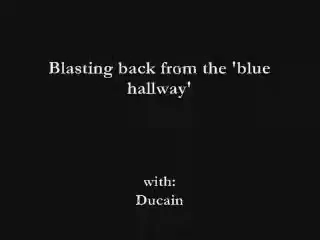 Blasting back from the 'blue
hallway'
with:
Ducain